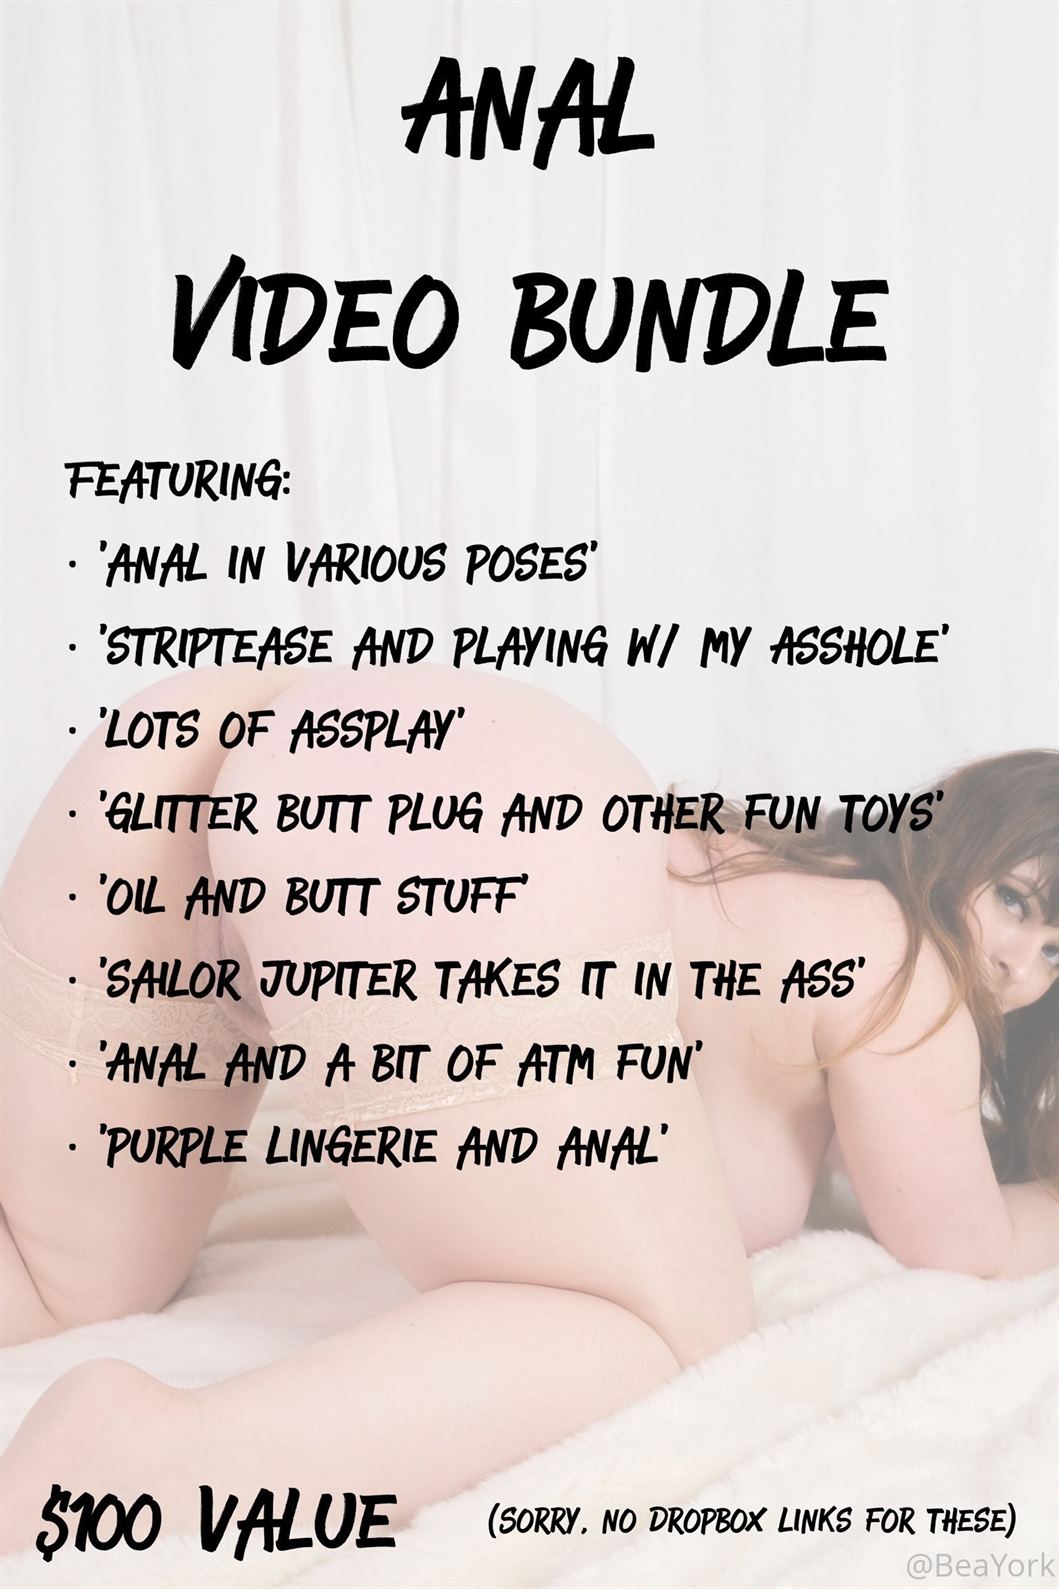 ANAL
VIDEO BUNDLE
FEATURING:
· 'ANAL IN VARIOUS POSES'
· 'STRIPTEASE AND PLAYING W/ MY ASSHOLE'
· 'LOTS OF ASSPLAY'
· 'GLITTER BUTT PLUG AND OTHER FUN TOYS'
· 'OIL AND BUTT STUFF'
· 'SAILOR JUPITER TAKES IT IN THE ASS'
· 'ANAL AND A BIT OF ATM FUN'
· 'PURPLE LINGERIE AND ANAL'
$100 VALUE
(SORRY, NO DROPBOX LINKS FOR THESE)
@BeaYork